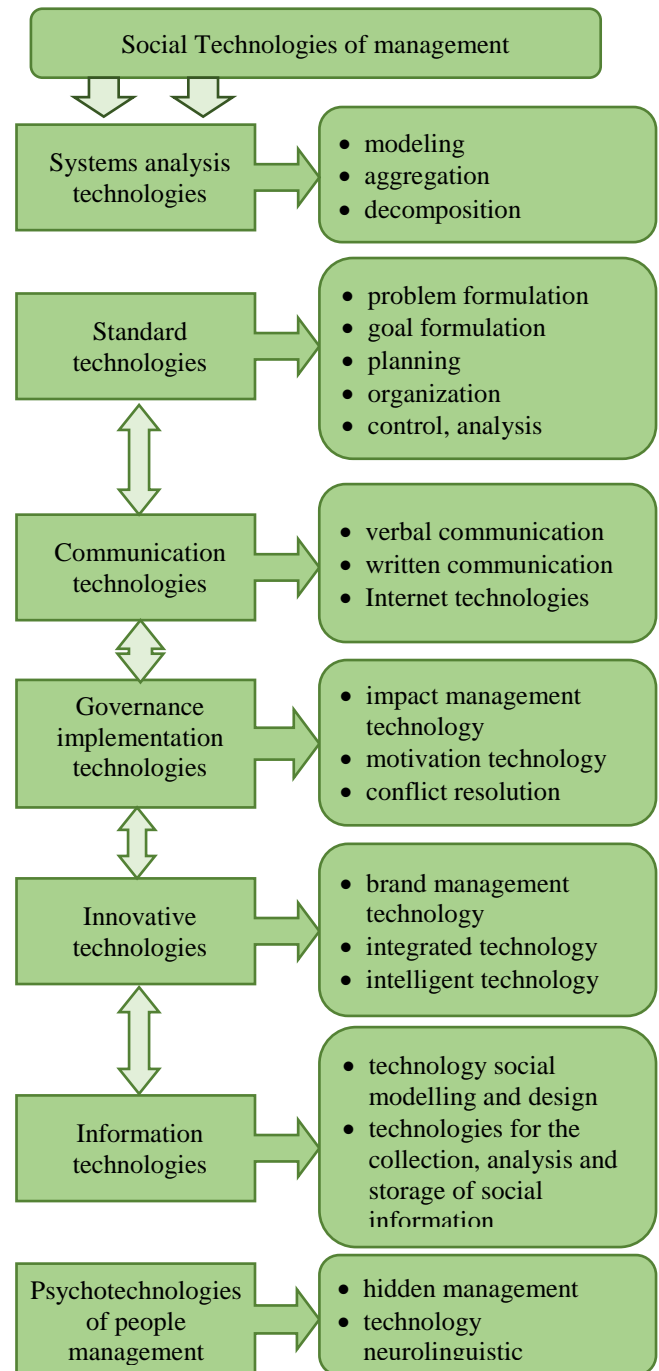 Social Technologies of management
Systems analysis
technologies
• modeling
• aggregation
• decomposition
Standard
technologies
• problem formulation
• goal formulation
• planning
• organization
• control, analysis
Communication
technologies
• verbal communication
• written communication
• Internet technologies
Governance
implementation
technologies
• impact management
technology
• motivation technology
• conflict resolution
Innovative
technologies
• brand management
technology
• integrated technology
• intelligent technology
Information
technologies
• technology social
modelling and design
• technologies for the
collection, analysis and
storage of social
information
Psychotechnologies
of people
management
• hidden management
• technology
neurolinguistic